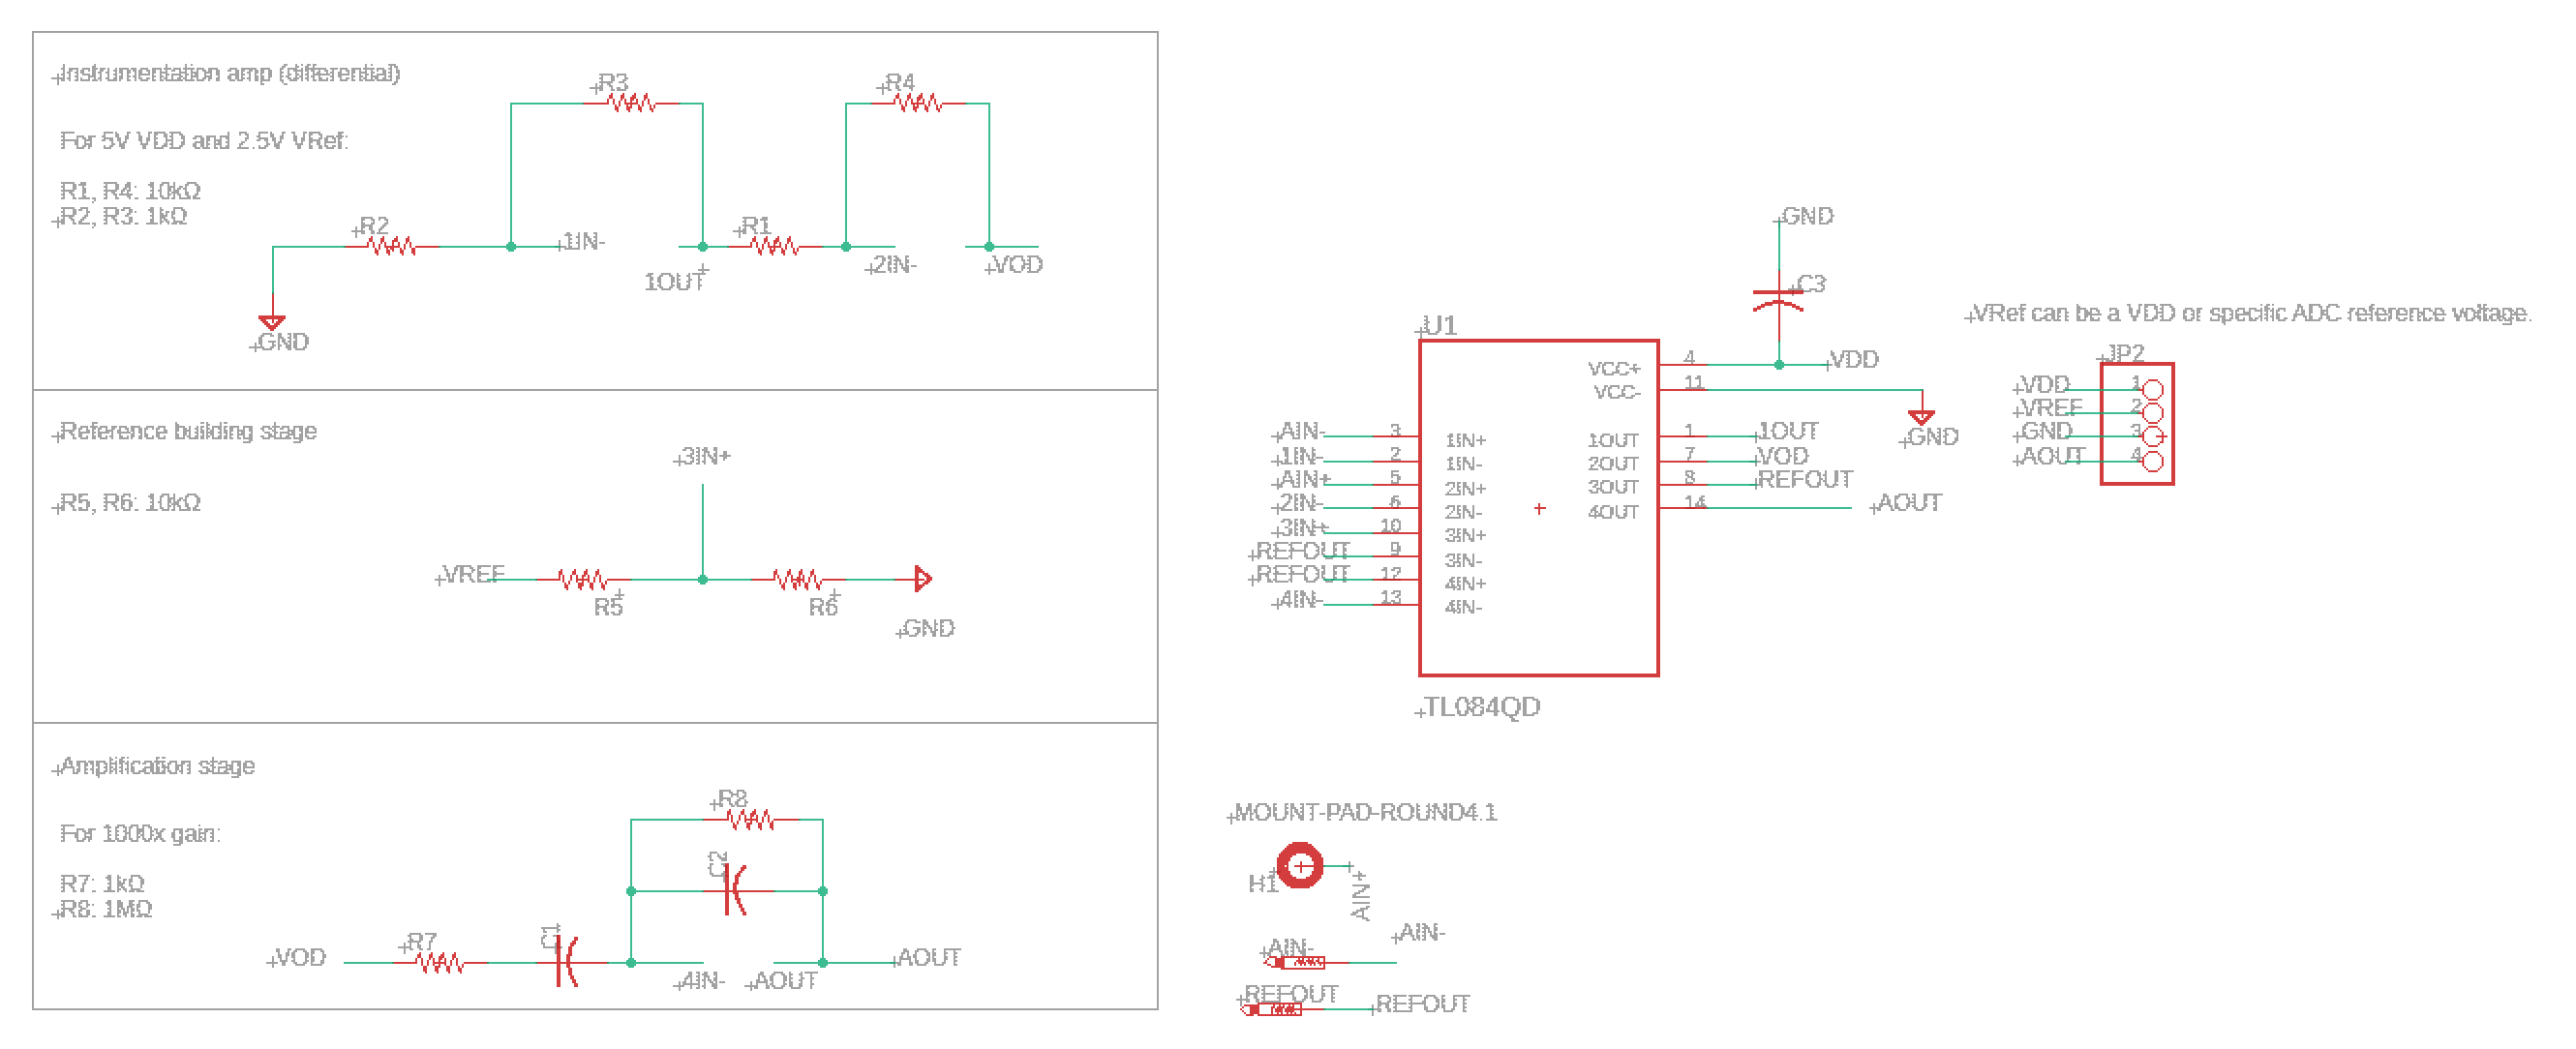 Instrumentation amp (differential)
For 5V VDD and 2.5V VRef:
R1, R4: 10kΩ
R2, R3: 1kΩ
R3
R4
R2
1IN-
R1
1OUT
2IN-
VOD
GND
Reference building stage
R5, R6: 10kΩ
3IN+
VREF
R5
R6
GND
Amplification stage
For 1000x gain:
R7: 1kΩ
R8: 1MΩ
R8
C2
C1
VOD
R7
4IN-
AOUT
AOUT
GND
C3
U1
VCC+
4
VDD
VCC-
11
GND
AIN-
3
1IN+
1OUT
1
1OUT
1IN-
2
1IN-
2OUT
7
VOD
AIN+
5
2IN+
3OUT
8
REFOUT
2IN-
6
2IN-
4OUT
14
AOUT
3IN+
10
3IN+
REFOUT
9
3IN-
REFOUT
12
4IN+
4IN-
13
4IN-
TL084QD
VRef can be a VDD or specific ADC reference voltage.
JP2
VDD
1
VREF
2
GND
3
AOUT
4
MOUNT-PAD-ROUND4.1
H1
AIN+
AIN-
AIN-
REFOUT
REFOUT